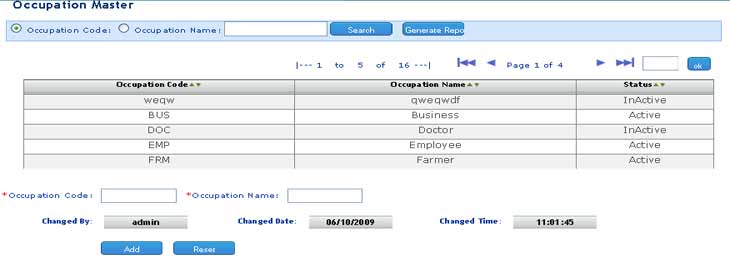 Occupation Master
Occupation Code: Occupation Name: Search Generate Repo
|--- 1 to 5 of 16 ---| Page 1 of 4 ok
Occupation Code Occupation Name Status
weqw qweqwdf InActive
BUS Business Active
DOC Doctor InActive
EMP Employee Active
FRM Farmer Active
*Occupation Code: *Occupation Name:
Changed By: admin Changed Date: 06/10/2009 Changed Time: 11:01:45
Add Reset